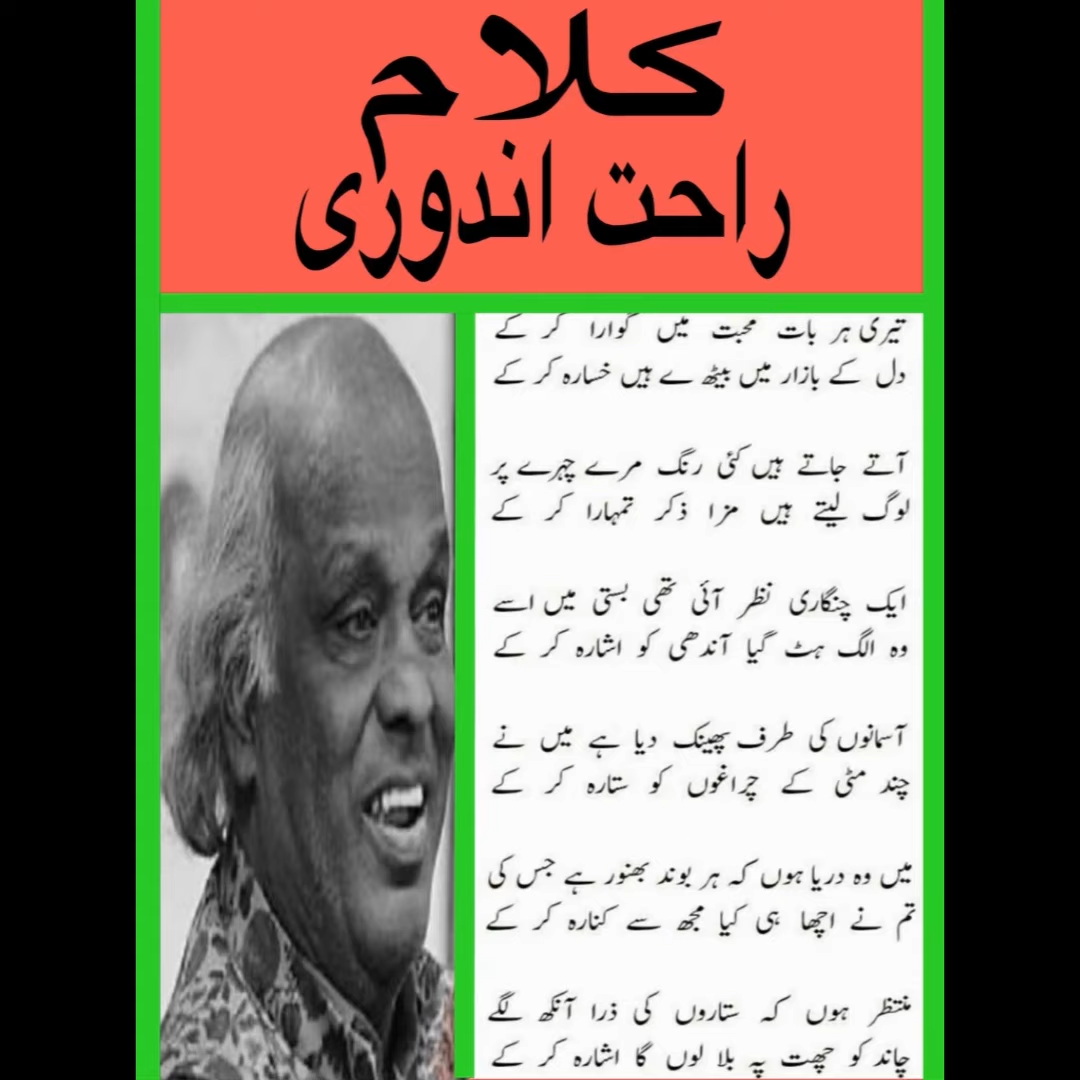 کلام
راحت اندوری
تیری ہر بات محبت میں گوارا کر کے
دل کے بازار میں بیٹھ ے ہیں خسارہ کر کے
آتے جاتے ہیں کئی رنگ مرے چہرے پر
لوگ لیتے ہیں مزا ذکر تمہارا کر کے
ایک چنگاری نظر آئی تھی بستی میں اسے
وہ الگ ہٹ گیا آندھی کو اشارہ کر کے
آسمانوں کی طرف پھینک دیا ہے میں نے
چند مٹی کے چراغوں کو ستارہ کر کے
میں وہ دریا ہوں کہ ہر بوند بھنور ہے جس کی
تم نے اچھا ہی کیا مجھ سے کنارہ کر کے
منتظر ہوں کہ ستاروں کی ذرا آنکھ لگے
چاند کو چھت پہ بلا لوں گا اشارہ کر کے